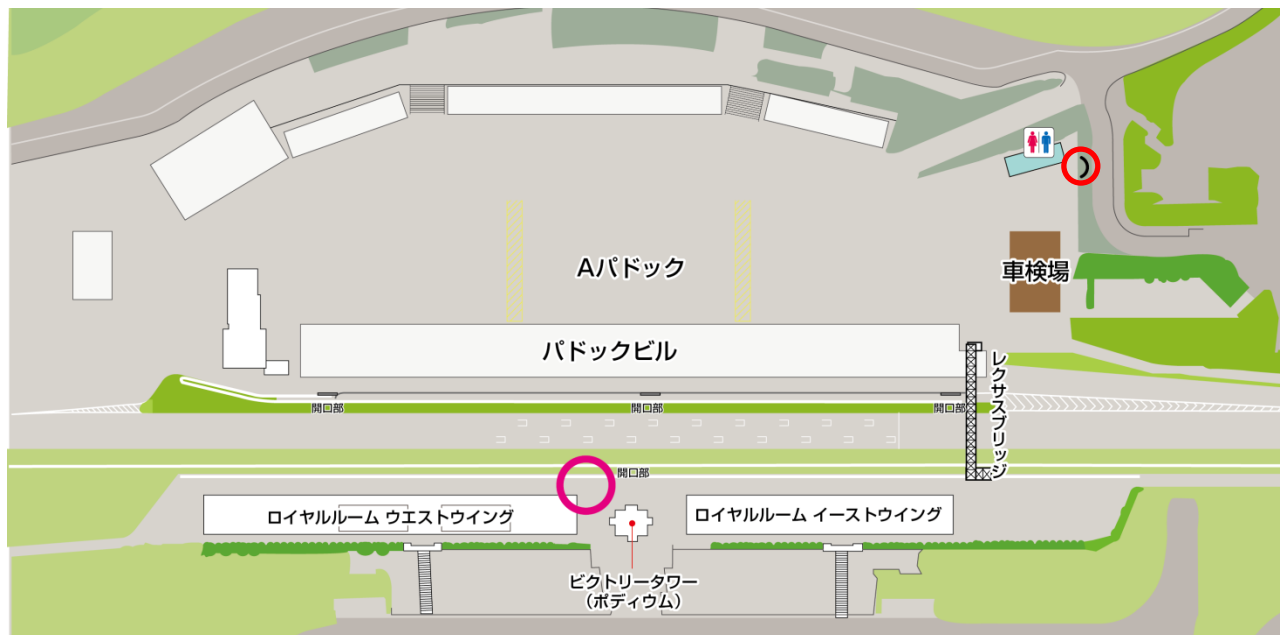 Aパドック
車検場
パドックビル
レクサスブリッジ
開口部
開口部
開口部
開口部
ロイヤルルーム ウエストウイング
ロイヤルルーム イーストウイング
ビクトリータワー
(ポディウム)